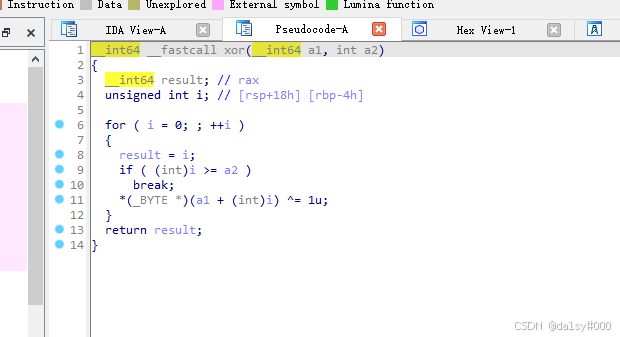 Instruction Data Unexplored External symbol Lumina function
IDA View-A Pseudocode-A Hex View-1
1 __int64 __fastcall xor(__int64 a1, int a2)
2 {
3 __int64 result; // rax
4 unsigned int i; // [rsp+18h] [rbp-4h]
5
6 for ( i = 0; ; ++i )
7 {
8 result = i;
9 if ( (int)i >= a2 )
10 break;
11 *(_BYTE *)(a1 + (int)i) ^= 1u;
12 }
13 return result;
14 }
CSDN @dalsy#000